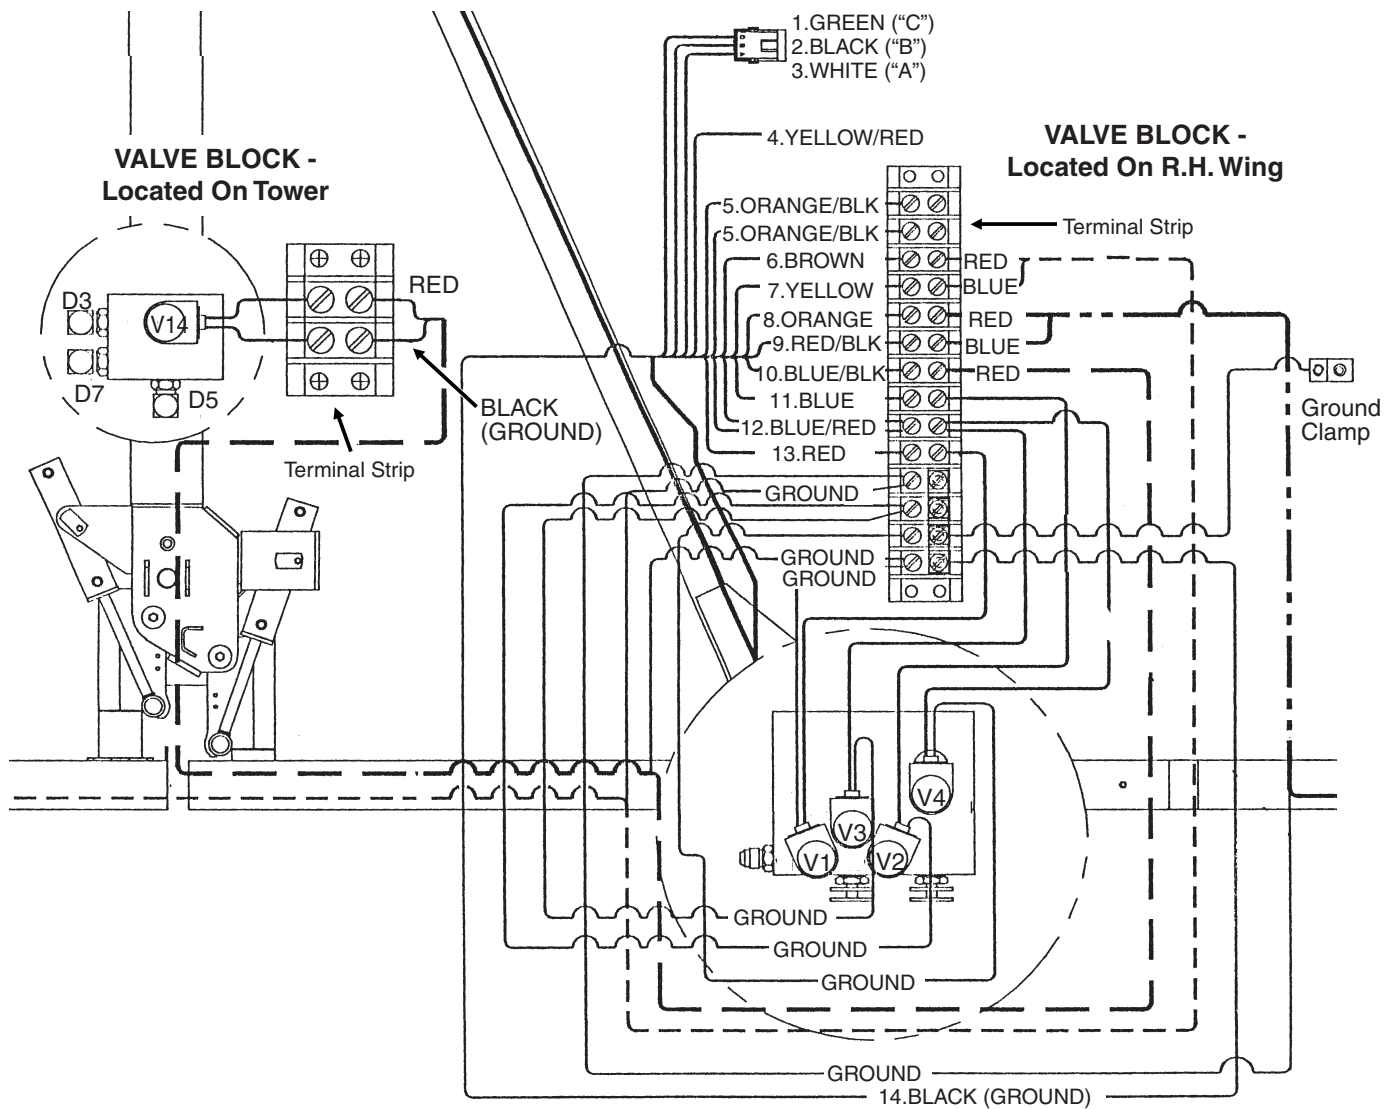 1.GREEN (“C”)
2.BLACK (“B”)
3.WHITE (“A”)
4.YELLOW/RED
VALVE BLOCK -
Located On Tower
VALVE BLOCK -
Located On R.H. Wing
5.ORANGE/BLK
Terminal Strip
5.ORANGE/BLK
6.BROWN
RED
7.YELLOW
BLUE
8.ORANGE
RED
9.RED/BLK
BLUE
10.BLUE/BLK
RED
11.BLUE
12.BLUE/RED
13.RED
RED
D3
V14
D7
D5
BLACK
(GROUND)
Terminal Strip
Ground
Clamp
GROUND
GROUND
GROUND
V4
V3
V1
V2
GROUND
GROUND
GROUND
GROUND
14.BLACK (GROUND)